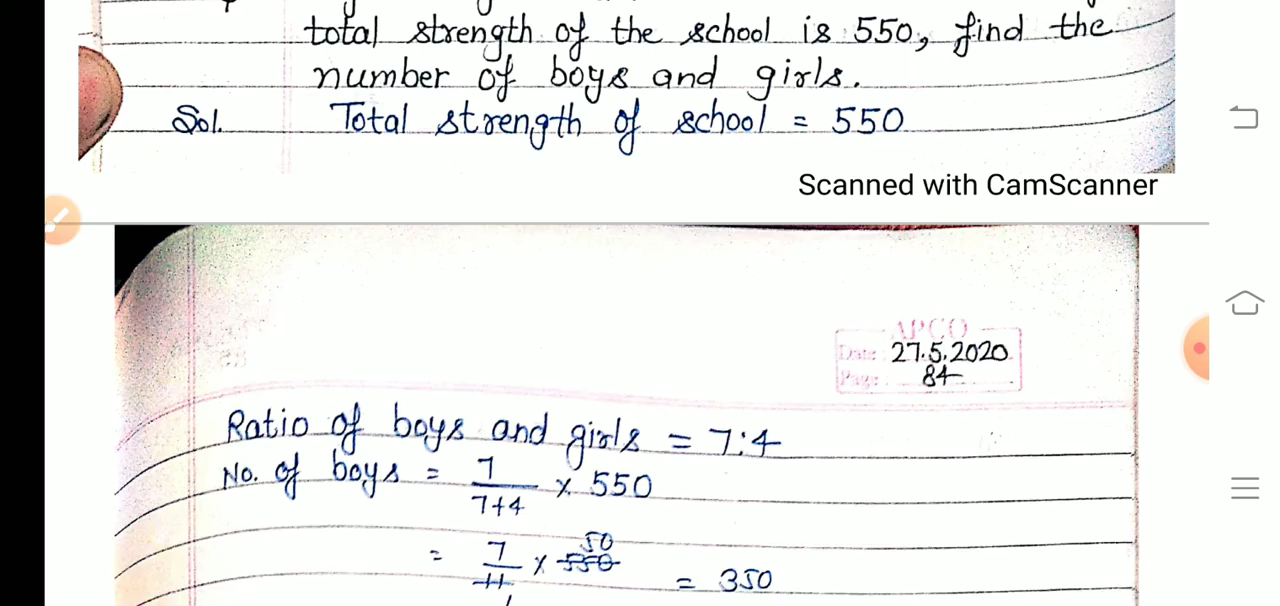 total strength of the school is 550, find the
number of boys and girls.
Sol. Total strength of school = 550
Scanned with CamScanner
APCO
Date: 27.5.2020
Page: 84
Ratio of boys and girls = 7:4
No. of boys = 7/7+4 × 550
= 7/11 × 550 50 = 350
1